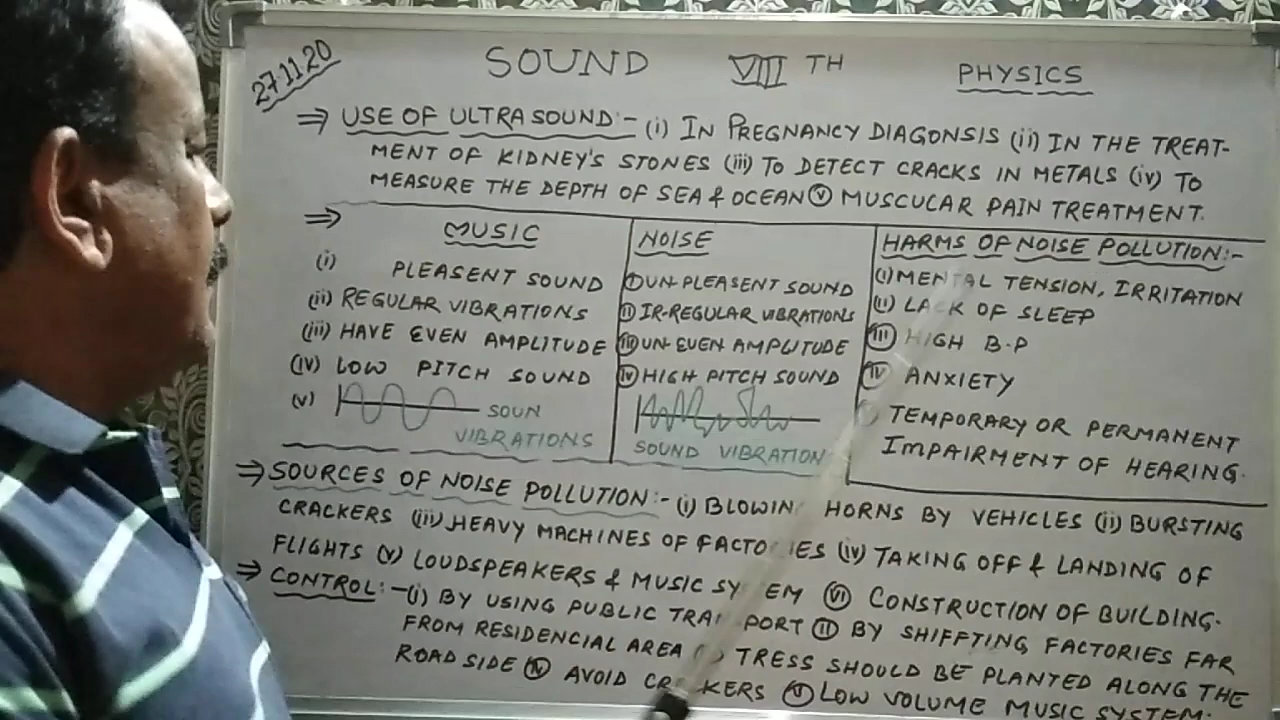 27.11.20
SOUND VIII TH PHYSICS
⇒ USE OF ULTRA SOUND:- (i) IN PREGNANCY DIAGONSIS (ii) IN THE TREAT-
MENT OF KIDNEY'S STONES (iii) TO DETECT CRACKS IN METALS (iv) TO
MEASURE THE DEPTH OF SEA & OCEAN (v) MUSCULAR PAIN TREATMENT.
⇒ MUSIC
(i) PLEASENT SOUND
(ii) REGULAR VIBRATIONS
(iii) HAVE EVEN AMPLITUDE
(iv) LOW PITCH SOUND
(v) SOUN
VIBRATIONS
NOISE
(i) UN-PLEASENT SOUND
(ii) IR-REGULAR VIBRATIONS
(iii) UN-EVEN AMPLITUDE
(iv) HIGH PITCH SOUND
SOUND VIBRATION
HARMS OF NOISE POLLUTION:-
(i) MENTAL TENSION, IRRITATION
(ii) LACK OF SLEEP
(iii) HIGH B.P
(iv) ANXIETY
TEMPORARY OR PERMANENT
IMPAIRMENT OF HEARING.
⇒ SOURCES OF NOISE POLLUTION:- (i) BLOWIN HORNS BY VEHICLES (ii) BURSTING
CRACKERS (iii) HEAVY MACHINES OF FACTO IES (iv) TAKING OFF & LANDING OF
FLIGHTS (v) LOUDSPEAKERS & MUSIC SY EM (vi) CONSTRUCTION OF BUILDING.
⇒ CONTROL:- (i) BY USING PUBLIC TRA PORT (ii) BY SHIFFTING FACTORIES FAR
FROM RESIDENCIAL AREA TRESS SHOULD BE PLANTED ALONG THE
ROAD SIDE (iv) AVOID CR KERS (v) LOW VOLUME MUSIC SYSTEM.